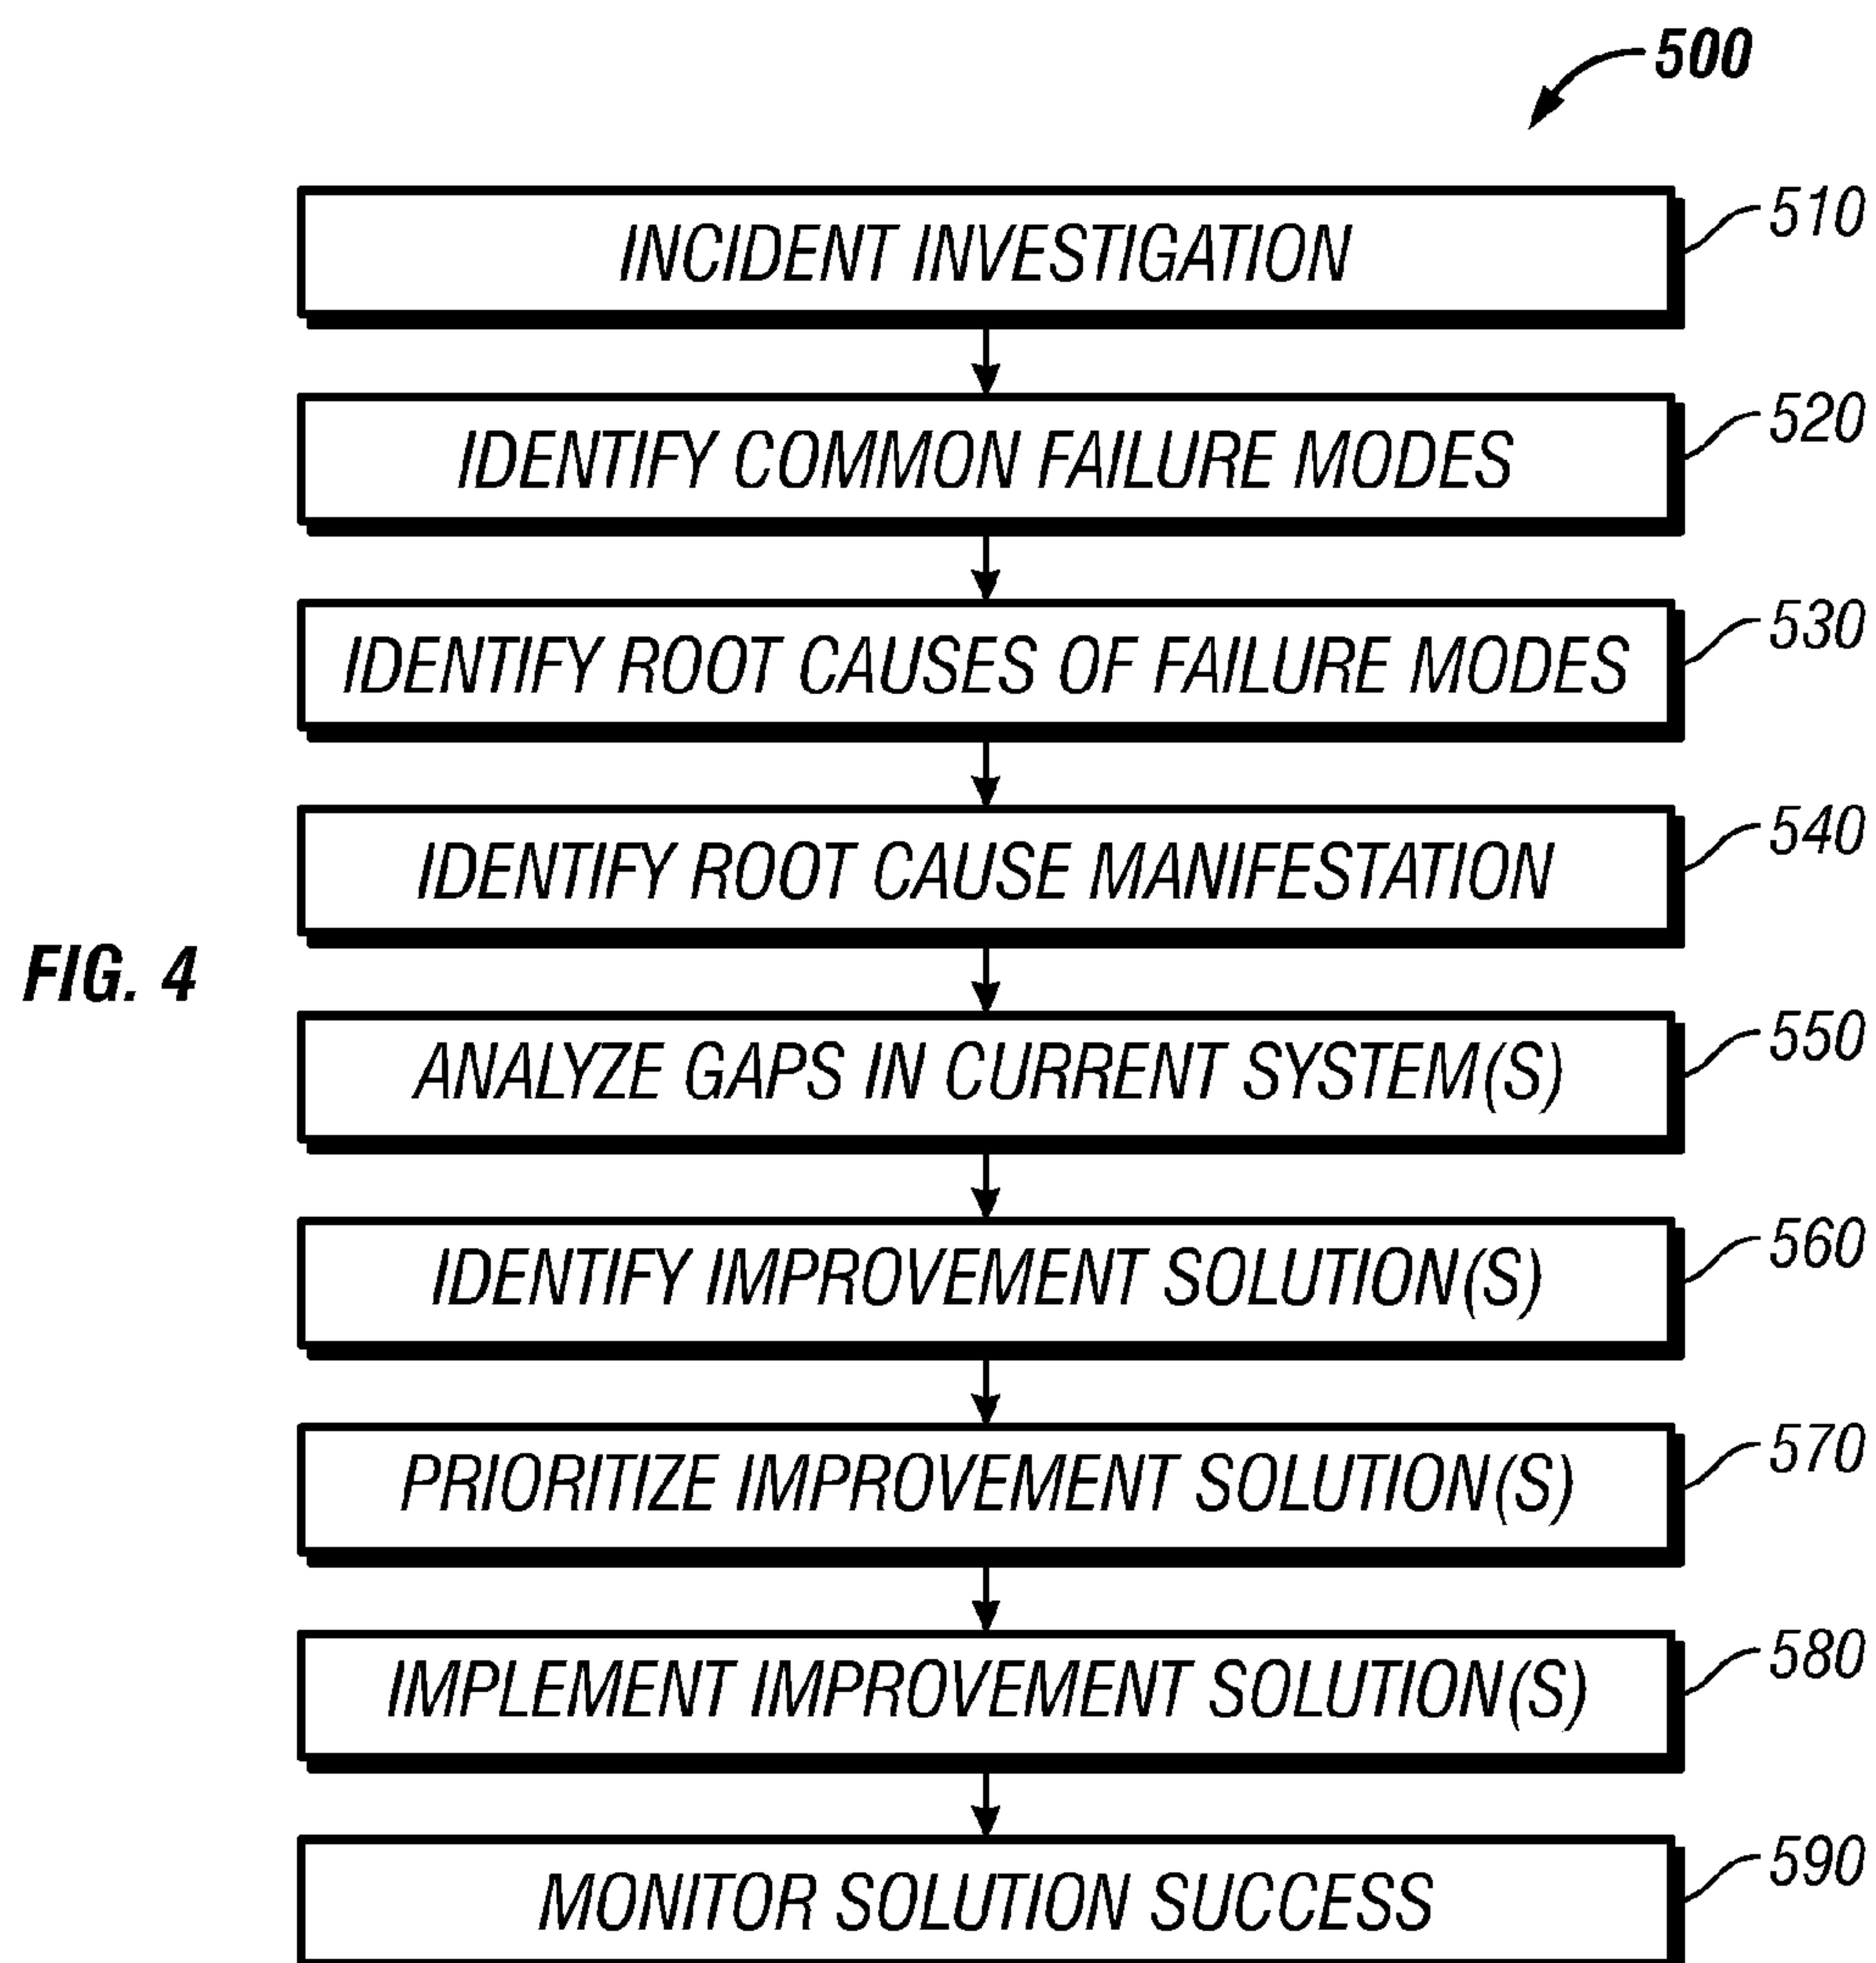 500
INCIDENT INVESTIGATION
510
IDENTIFY COMMON FAILURE MODES
520
IDENTIFY ROOT CAUSES OF FAILURE MODES
530
IDENTIFY ROOT CAUSE MANIFESTATION
540
FIG. 4
ANALYZE GAPS IN CURRENT SYSTEM(S)
550
IDENTIFY IMPROVEMENT SOLUTION(S)
560
PRIORITIZE IMPROVEMENT SOLUTION(S)
570
IMPLEMENT IMPROVEMENT SOLUTION(S)
580
MONITOR SOLUTION SUCCESS
590